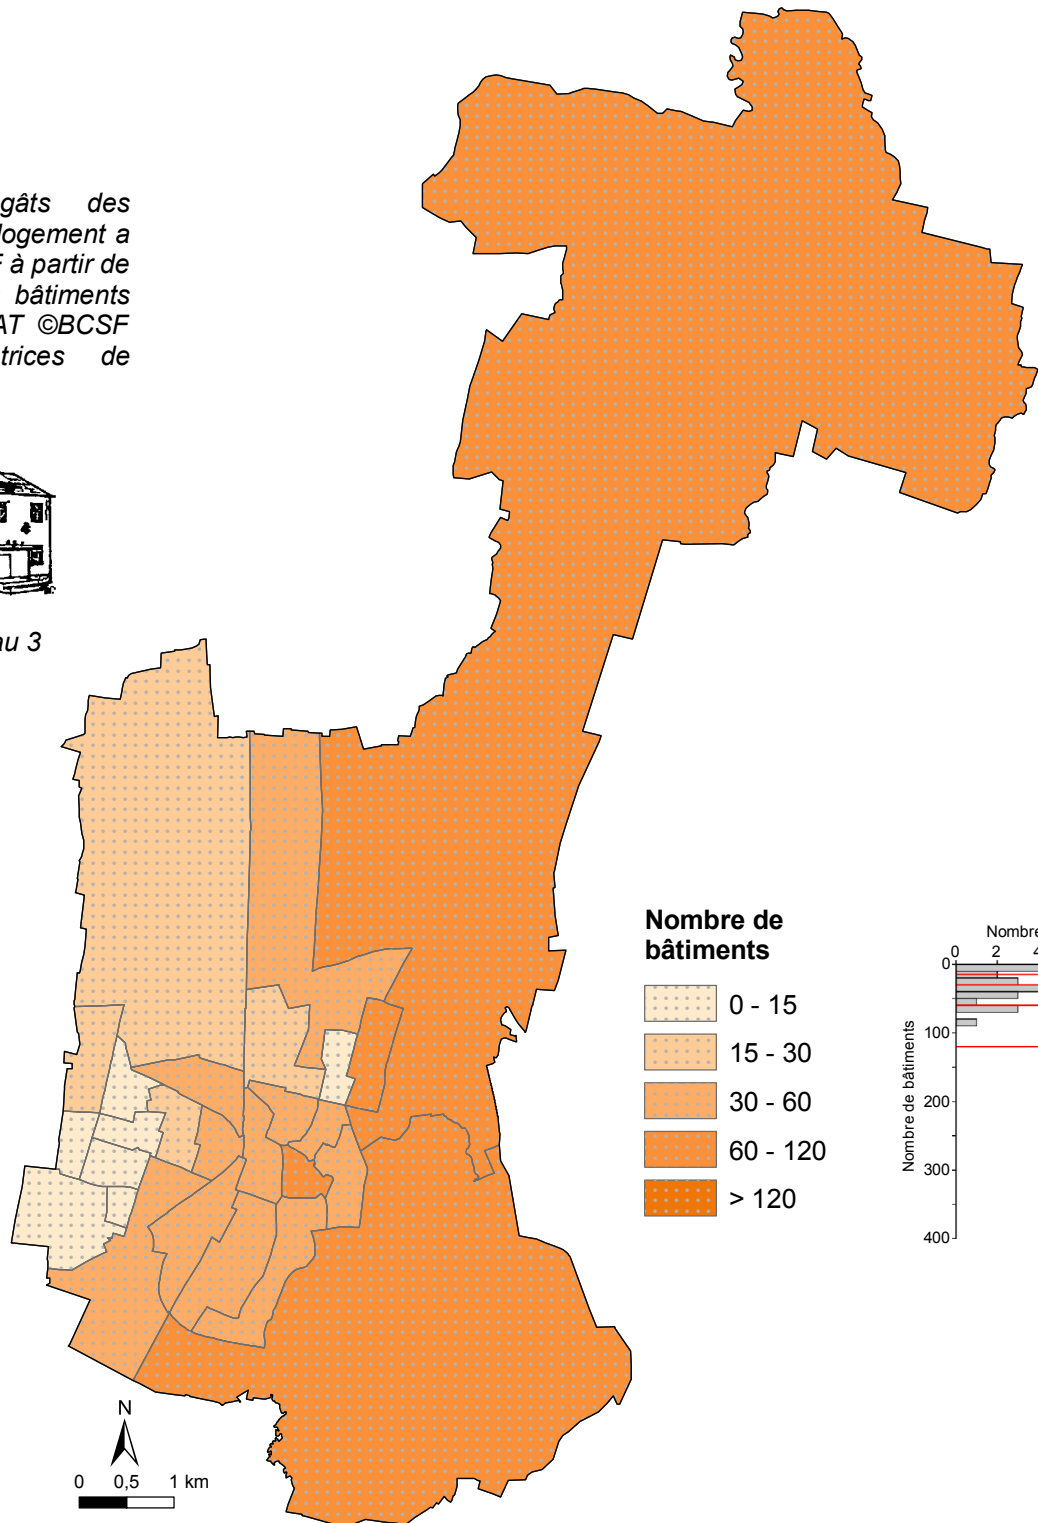 gâts des
logement a
à partir de
bâtiments
AT ©BCSF
trices de
au 3
Nombre de
bâtiments
0 - 15
15 - 30
30 - 60
60 - 120
> 120
Nombre
0 2 4
0
100
200
300
400
Nombre de bâtiments
N
0 0,5 1 km